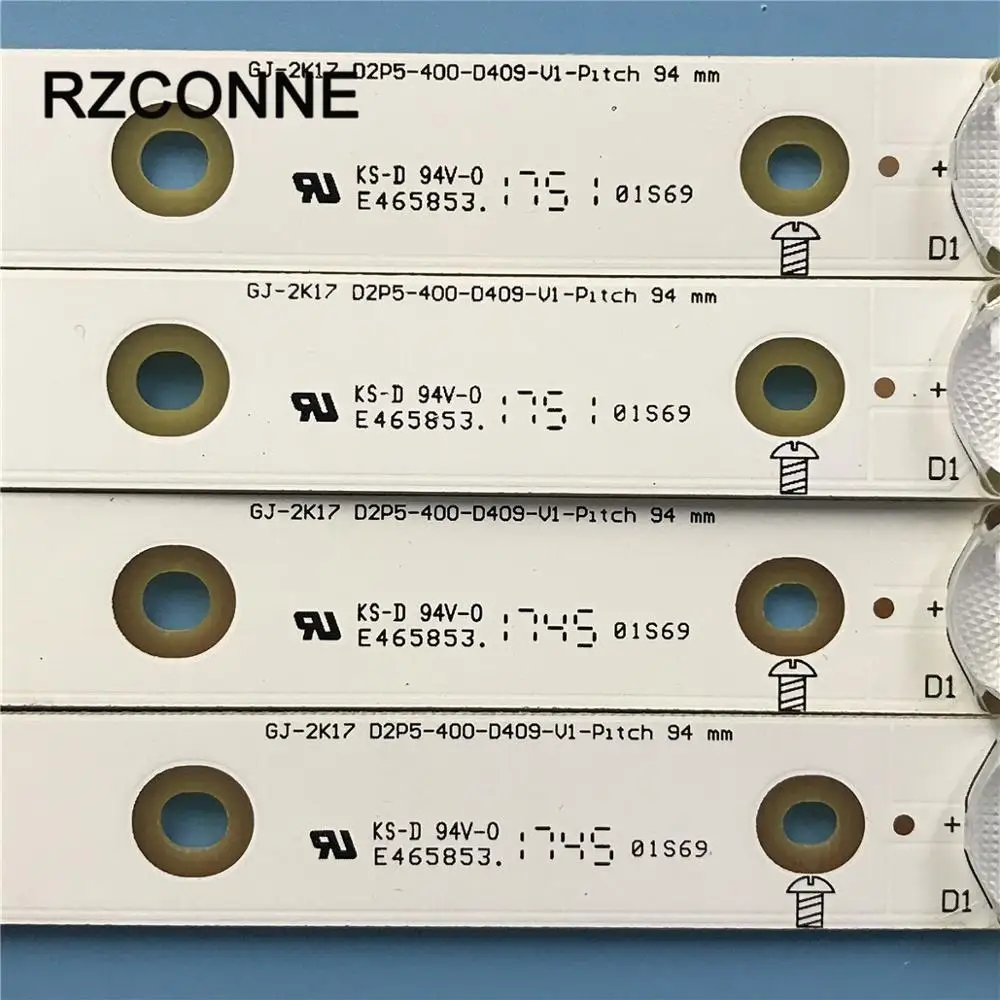 GJ-2K17 D2P5-400-D409-V1-Pitch 94 mm
RZCONNE
KS-D 94V-0
E465853. 1751 01S69
+
D1
GJ-2K17 D2P5-400-D409-V1-Pitch 94 mm
KS-D 94V-0
E465853. 1751 01S69
+
D1
GJ-2K17 D2P5-400-D409-V1-Pitch 94 mm
KS-D 94V-0
E465853. 1745 01S69
+
D1
GJ-2K17 D2P5-400-D409-V1-Pitch 94 mm
KS-D 94V-0
E465853. 1745 01S69
+
D1